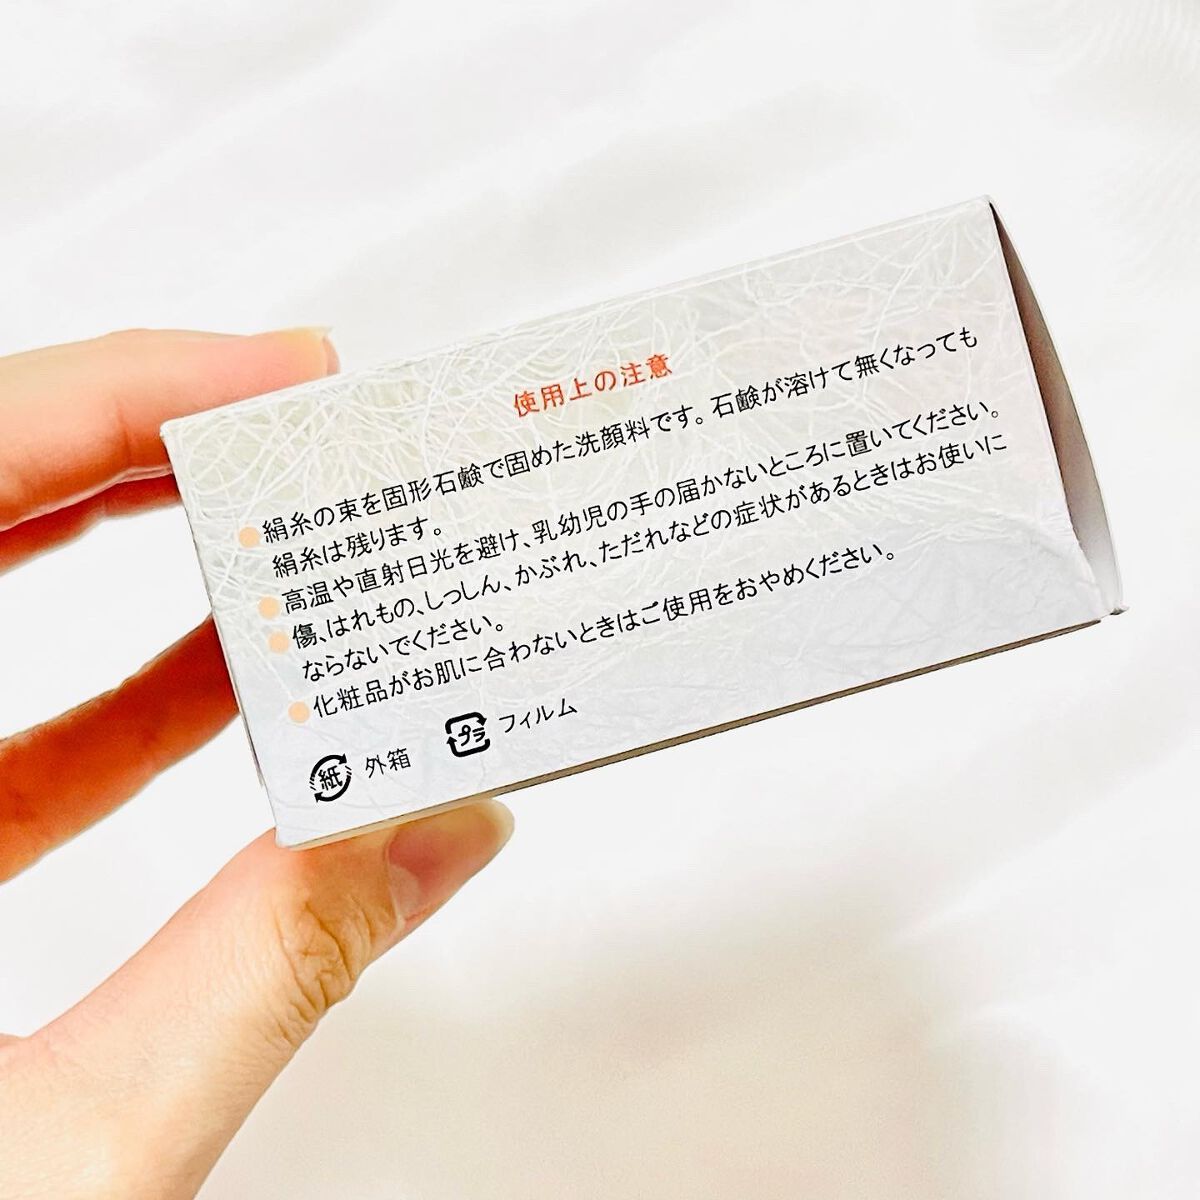 使用上の注意
●絹糸の束を固形石鹸で固めた洗顔料です。石鹸が溶けて無くなっても
絹糸は残ります。
●高温や直射日光を避け、乳幼児の手の届かないところに置いてください。
●傷、はれもの、しっしん、かぶれ、ただれなどの症状があるときはお使いに
ならないでください。
●化粧品がお肌に合わないときはご使用をおやめください。
紙 外箱 プラ フィルム